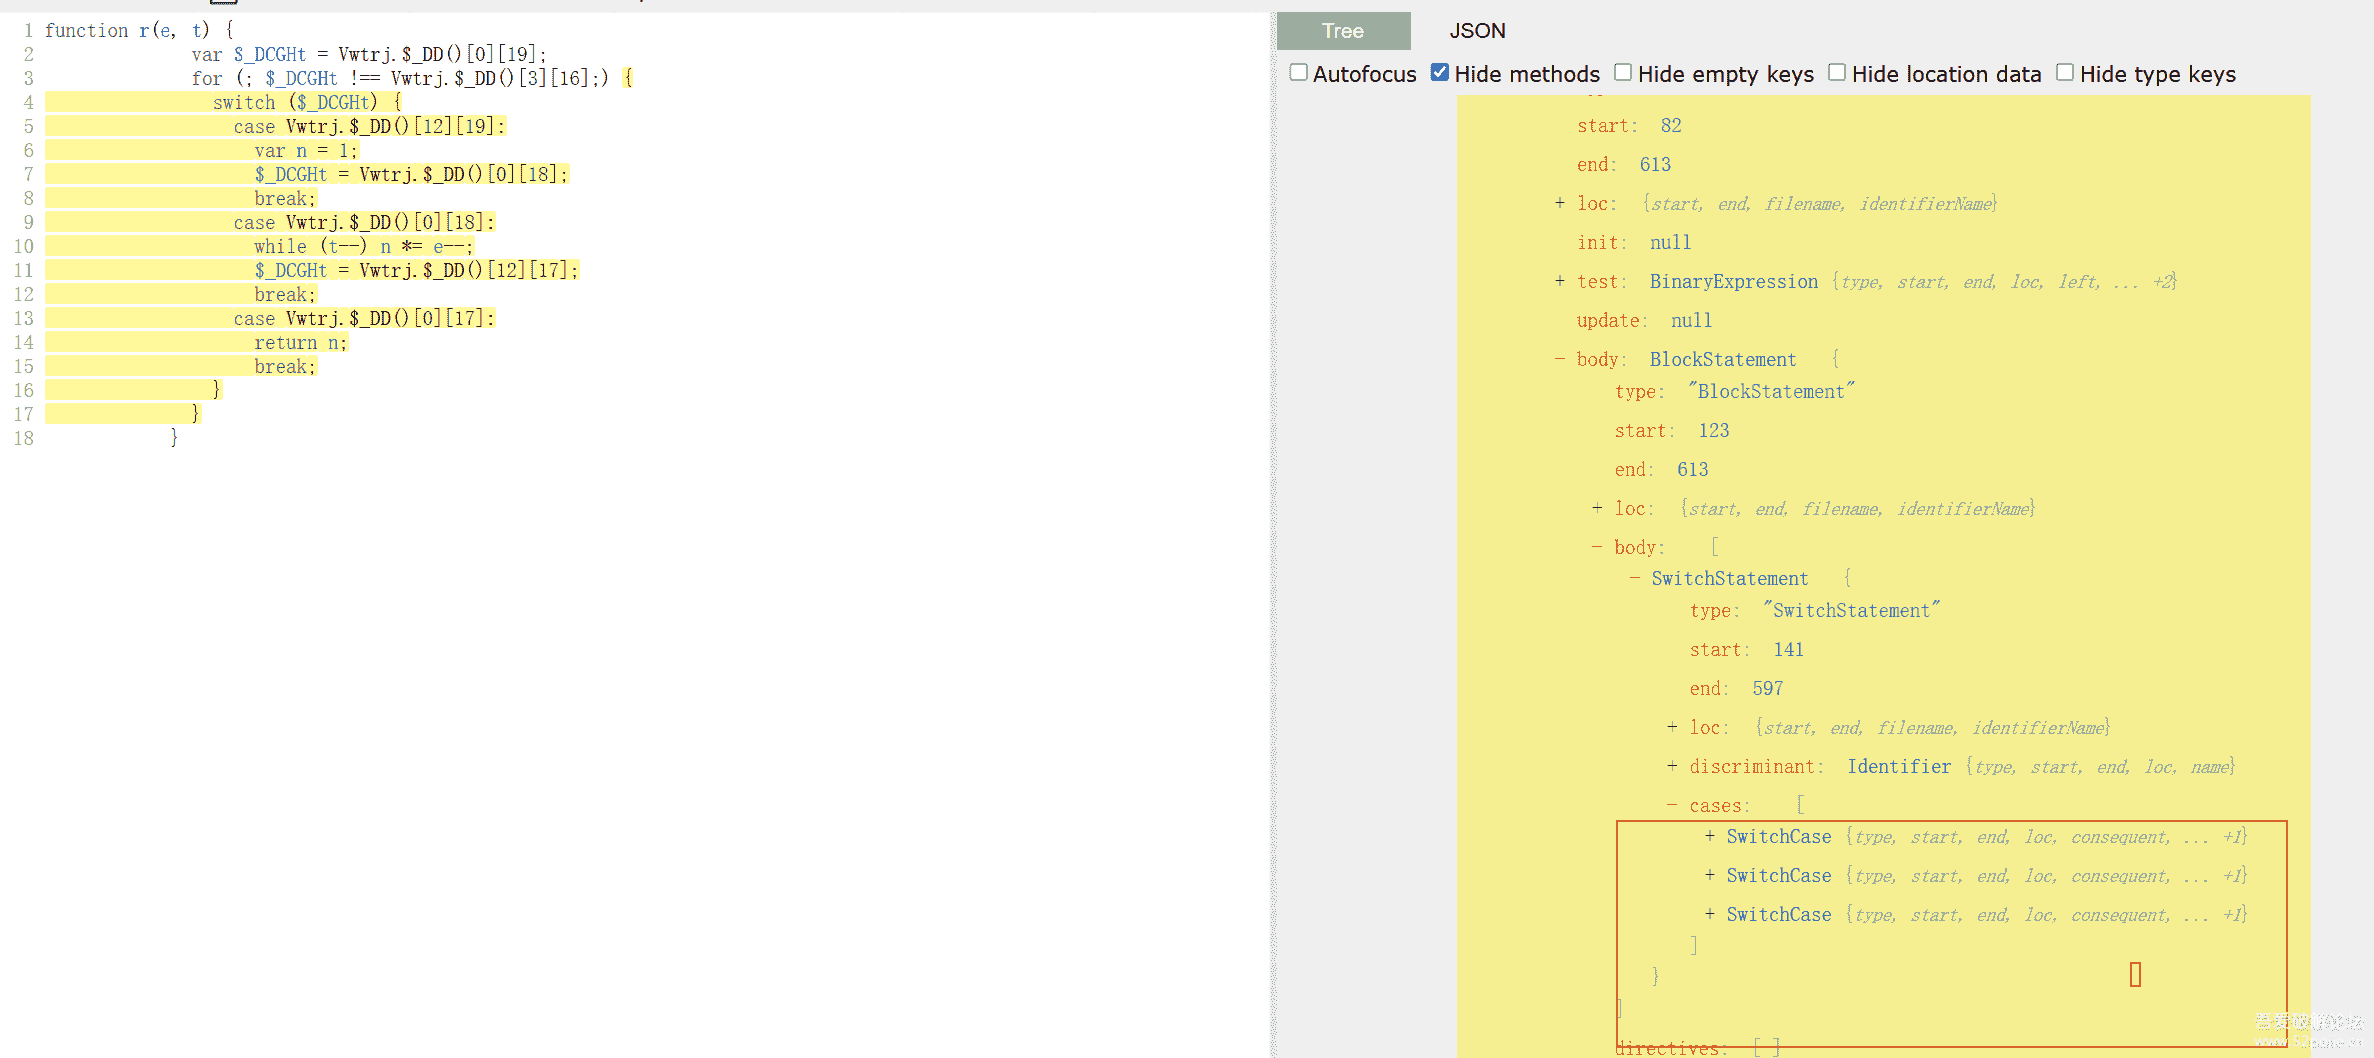 1 function r(e, t) {
2 var $_DCGHt = Vwtrj.$_DD()[0][19];
3 for (; $_DCGHt !== Vwtrj.$_DD()[3][16];) {
4 switch ($_DCGHt) {
5 case Vwtrj.$_DD()[12][19]:
6 var n = 1;
7 $_DCGHt = Vwtrj.$_DD()[0][18];
8 break;
9 case Vwtrj.$_DD()[0][18]:
10 while (t--) n *= e--;
11 $_DCGHt = Vwtrj.$_DD()[12][17];
12 break;
13 case Vwtrj.$_DD()[0][17]:
14 return n;
15 break;
16 }
17 }
18 }
Tree JSON
Autofocus Hide methods Hide empty keys Hide location data Hide type keys
start: 82
end: 613
+ loc: {start, end, filename, identifierName}
init: null
+ test: BinaryExpression {type, start, end, loc, left, ... +2}
update: null
- body: BlockStatement {
type: "BlockStatement"
start: 123
end: 613
+ loc: {start, end, filename, identifierName}
- body: [
- SwitchStatement {
type: "SwitchStatement"
start: 141
end: 597
+ loc: {start, end, filename, identifierName}
+ discriminant: Identifier {type, start, end, loc, name}
- cases: [
+ SwitchCase {type, start, end, loc, consequent, ... +1}
+ SwitchCase {type, start, end, loc, consequent, ... +1}
+ SwitchCase {type, start, end, loc, consequent, ... +1}
]
}
]
directives: [ ]